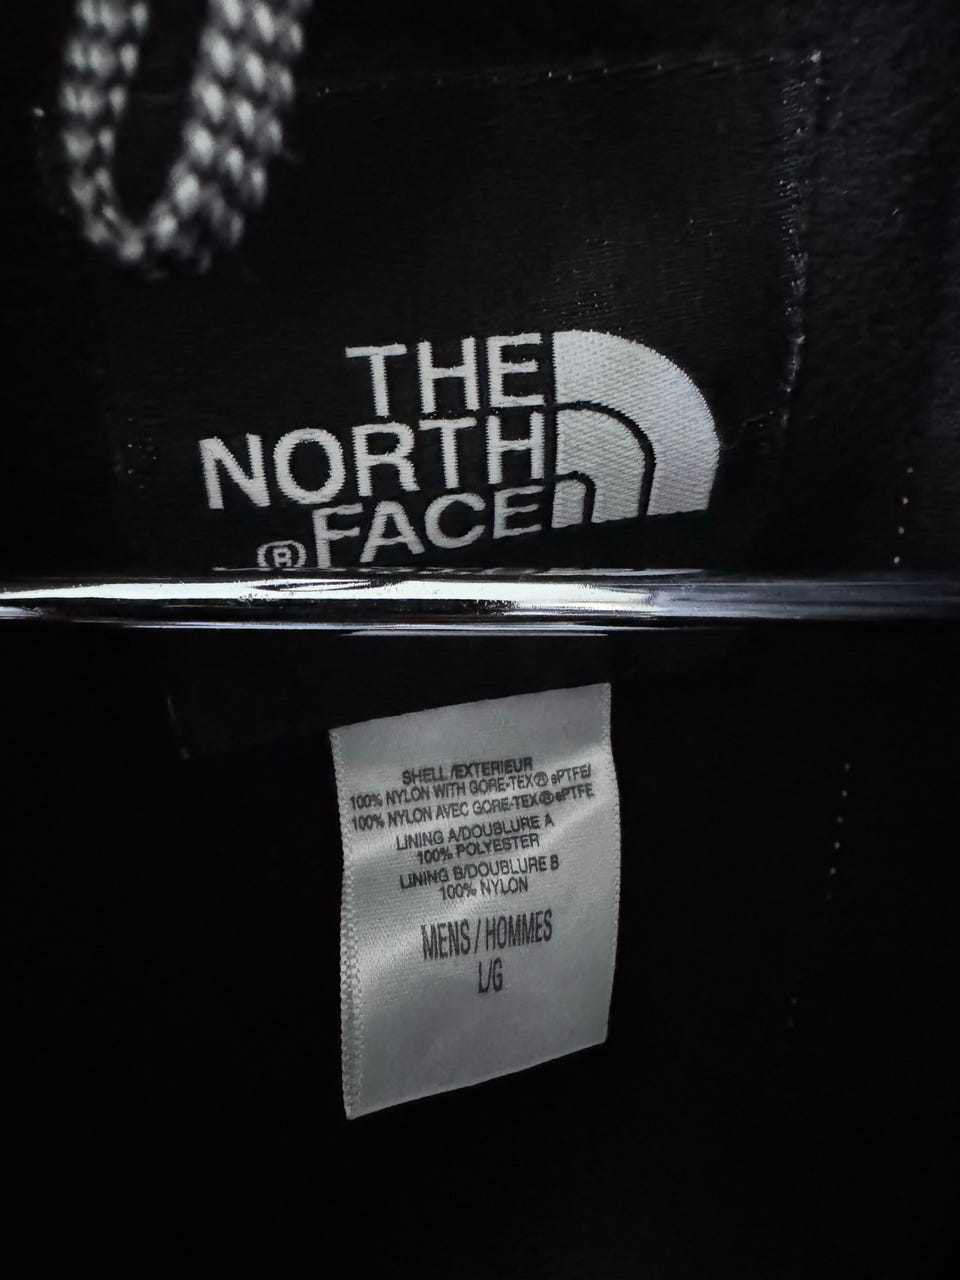 THE
NORTH
FACE
®
SHELL/EXTERIEUR
100% NYLON WITH GORE-TEX® ePTFE/
100% NYLON AVEC GORE-TEX® ePTFE
LINING A/DOUBLURE A
100% POLYESTER
LINING B/DOUBLURE B
100% NYLON
MENS / HOMMES
L/G